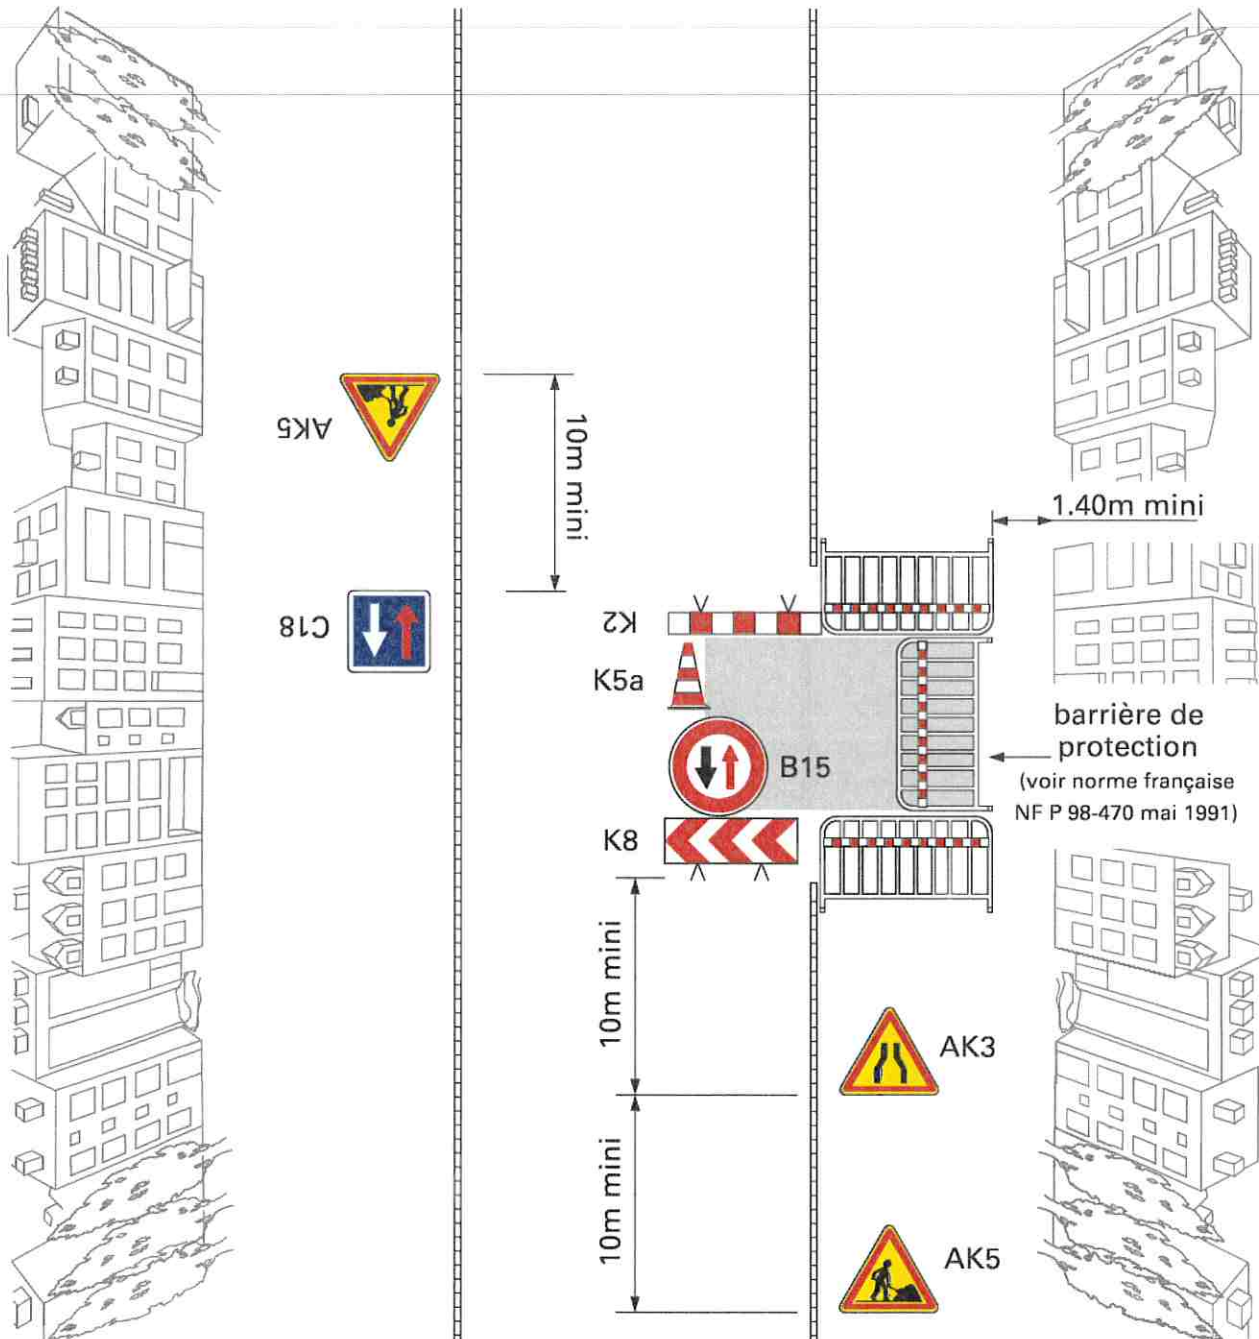 AK5
10m mini
1.40m mini
C18
K2
K5a
B15
barrière de
protection
(voir norme française
NF P 98-470 mai 1991)
K8
10m mini
AK3
10m mini
AK5